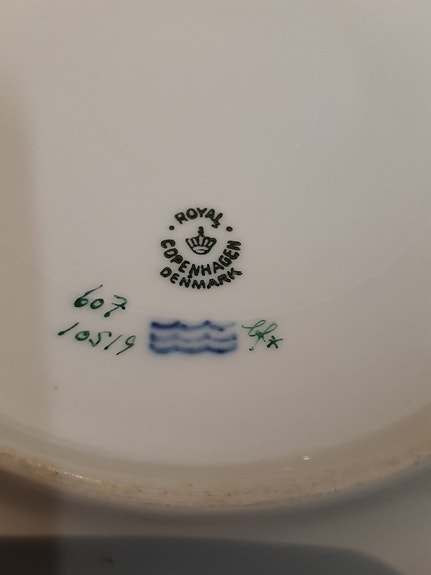 ROYAL
COPENHAGEN
DENMARK
607
10519